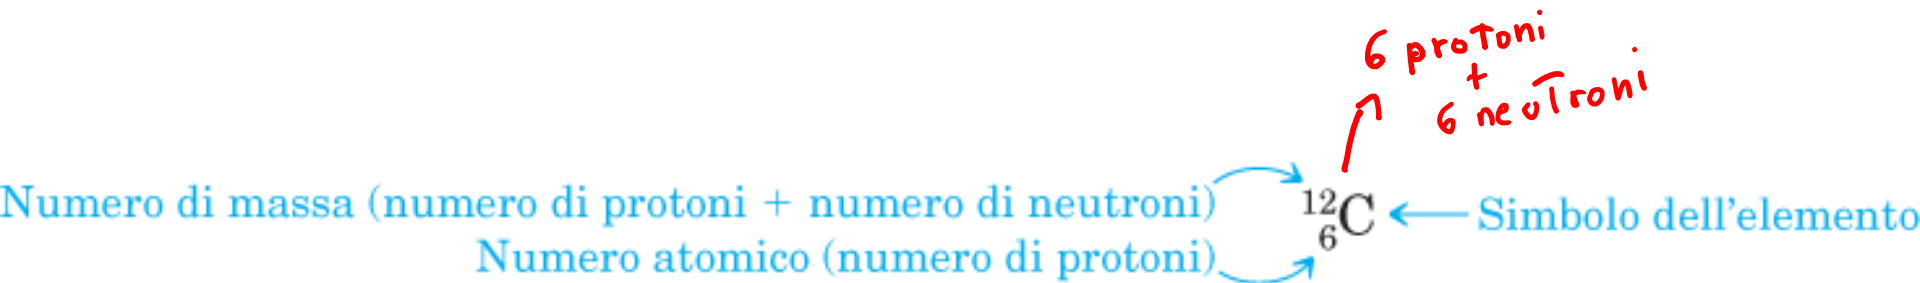 6 protoni
+
6 neutroni
Numero di massa (numero di protoni + numero di neutroni)
12
6 C
Simbolo dell'elemento
Numero atomico (numero di protoni)